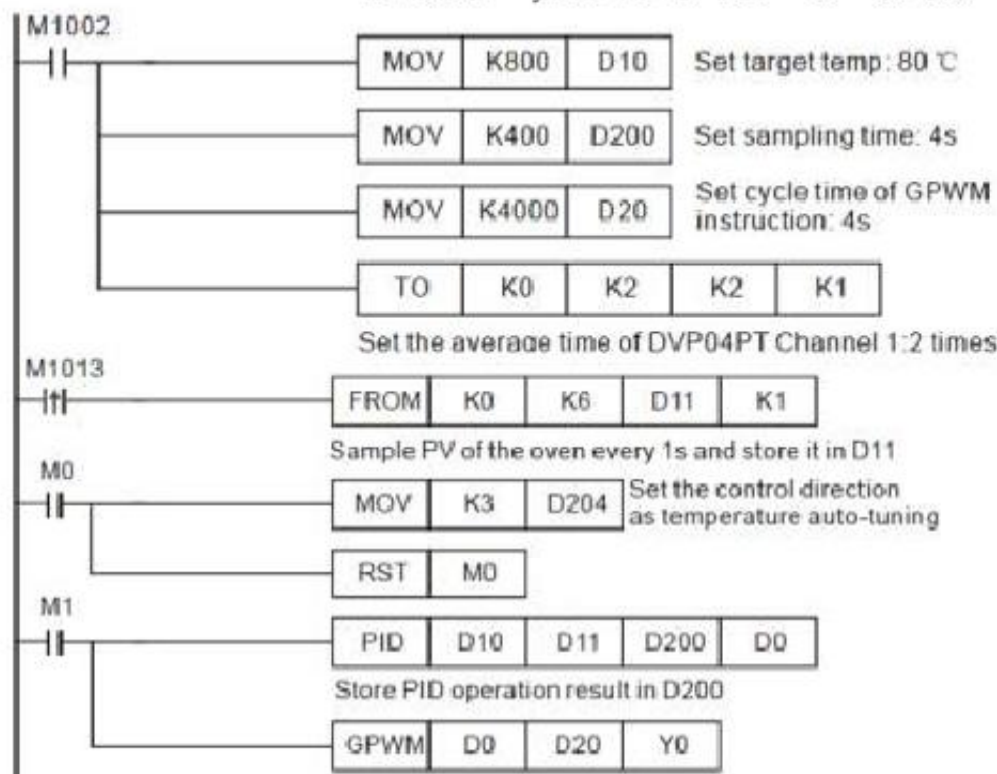 M1002
MOV K800 D10 Set target temp: 80 ℃
MOV K400 D200 Set sampling time: 4s
MOV K4000 D20 Set cycle time of GPWM
instruction: 4s
TO K0 K2 K2 K1
Set the average time of DVP04PT Channel 1:2 times
M1013
FROM K0 K6 D11 K1
Sample PV of the oven every 1s and store it in D11
M0
MOV K3 D204 Set the control direction
as temperature auto-tuning
RST M0
M1
PID D10 D11 D200 D0
Store PID operation result in D200
GPWM D0 D20 Y0